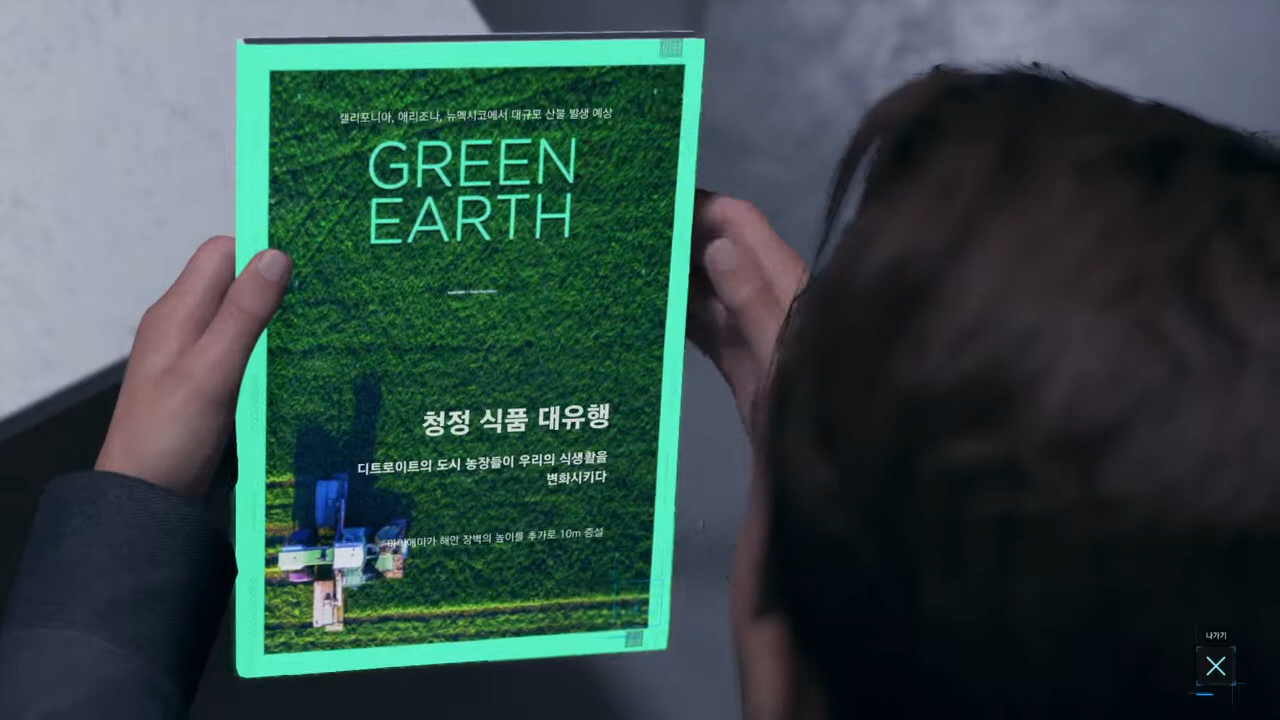 캘리포니아, 애리조나, 뉴멕시코에서 대규모 산불 발생 예상
GREEN
EARTH
청정 식품 대유행
디트로이트의 도시 농장들이 우리의 식생활을
변화시키다
마이애미가 해안 장벽의 높이를 추가로 10m 증설
나가기